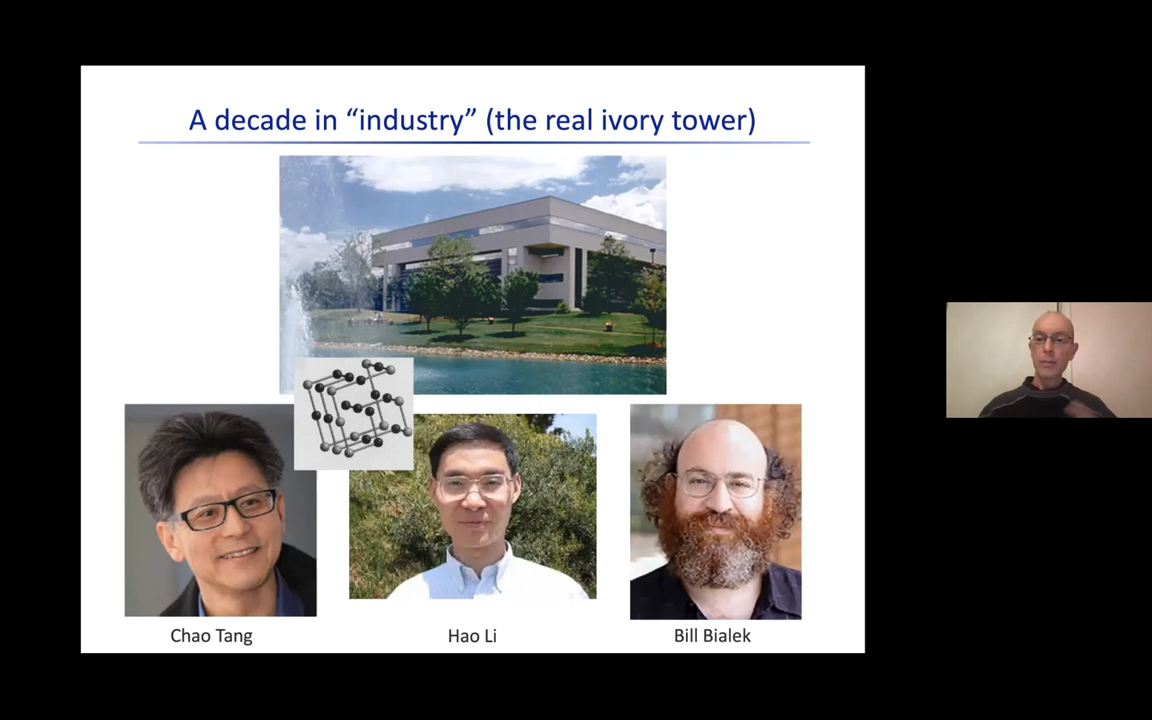 A decade in “industry” (the real ivory tower)
Chao Tang
Hao Li
Bill Bialek